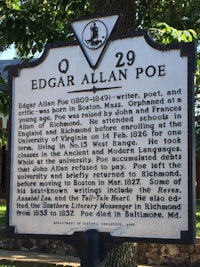 Q 29
EDGAR ALLAN POE
Edgar Allan Poe (1809-1849)-writer, poet, and
critic-was born in Boston, Mass. Orphaned at a
young age, Poe was raised by John and Frances
Allan of Richmond. He attended schools in
England and Richmond before enrolling at the
University of Virginia on 14 Feb. 1826 for one
term, living in No. 13 West Range. He took
classes in the Ancient and Modern Languages.
While at the university, Poe accumulated debts
that John Allan refused to pay. Poe left the
university and briefly returned to Richmond,
before moving to Boston in Mar. 1827. Some of
his best-known writings include the Raven,
Annabel Lee, and the Tell-Tale Heart. He also ed-
ited the Southern Literary Messenger in Richmond
from 1833 to 1837. Poe died in Baltimore, Md.
DEPARTMENT OF HISTORIC RESOURCES,